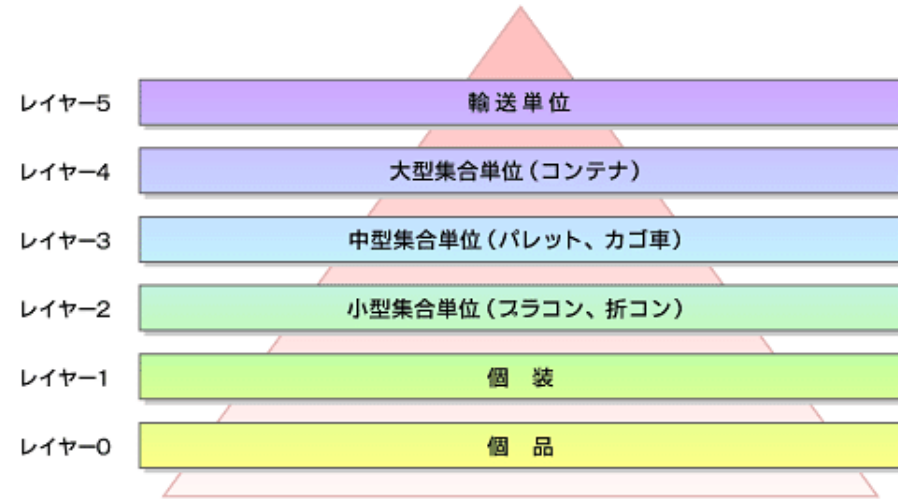 レイヤー5 輸送単位
レイヤー4 大型集合単位(コンテナ)
レイヤー3 中型集合単位(パレット、カゴ車)
レイヤー2 小型集合単位(プラコン、折コン)
レイヤー1 個 装
レイヤー0 個 品